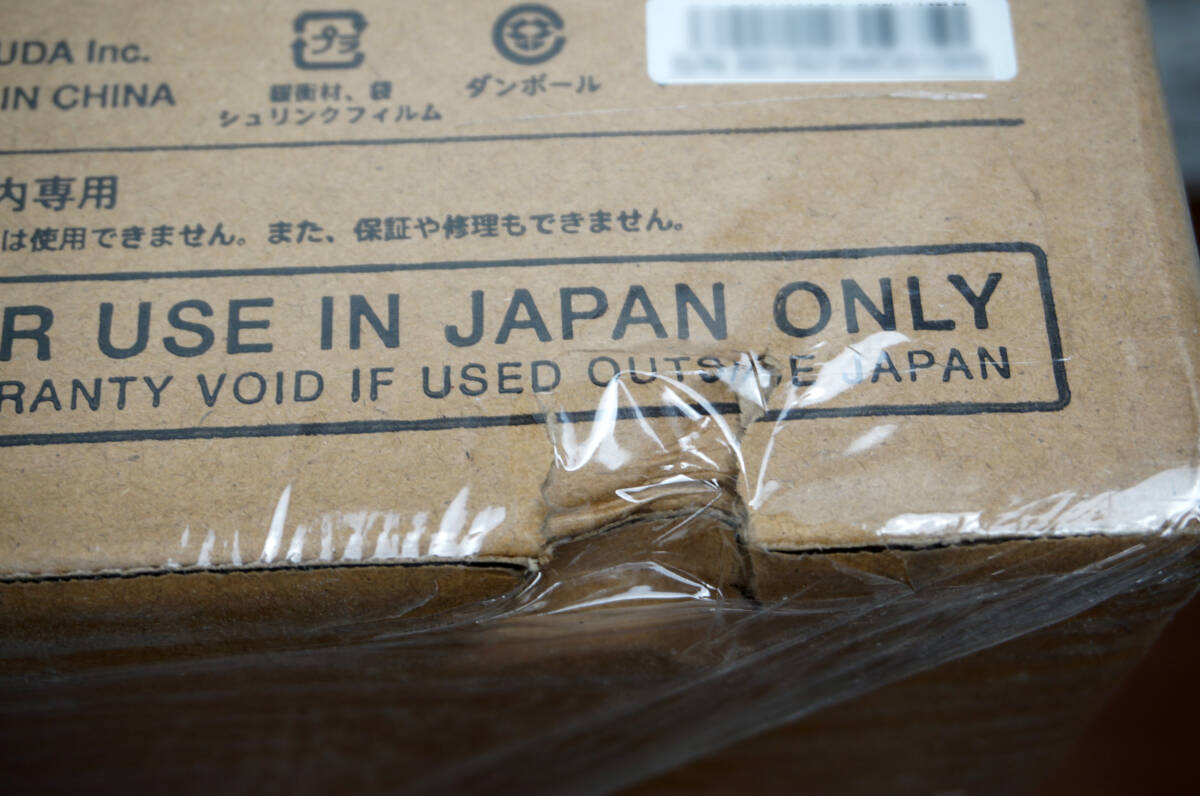 UDA Inc.
IN CHINA
プラ
緩衝材、袋
シュリンクフィルム
ダンボール
内専用
は使用できません。また、保証や修理もできません。
R USE IN JAPAN ONLY
RANTY VOID IF USED OUTSIDE JAPAN